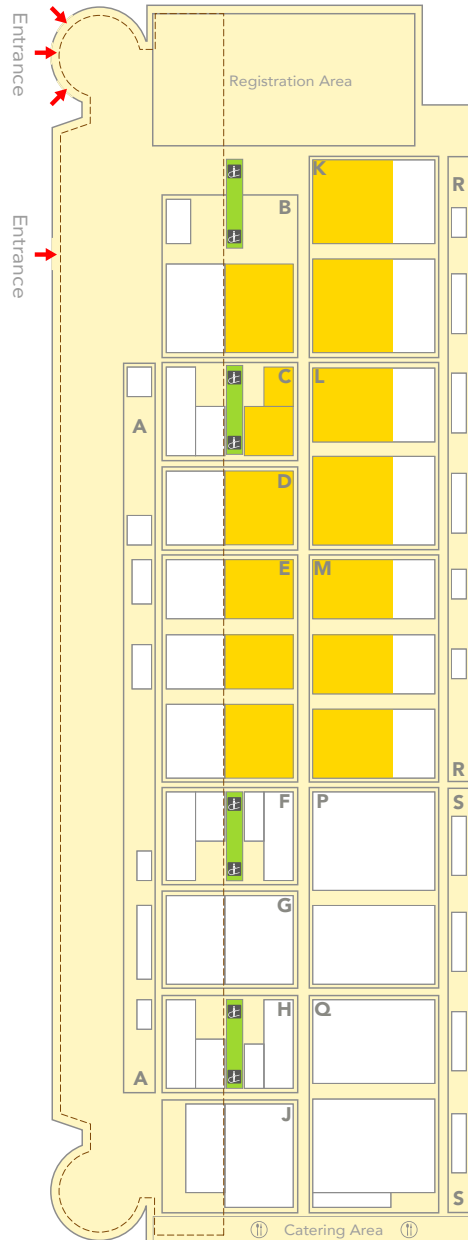 Entrance
Registration Area
K
R
B
Entrance
C
L
A
D
E
M
R
F
P
S
G
H
Q
A
J
S
Catering Area